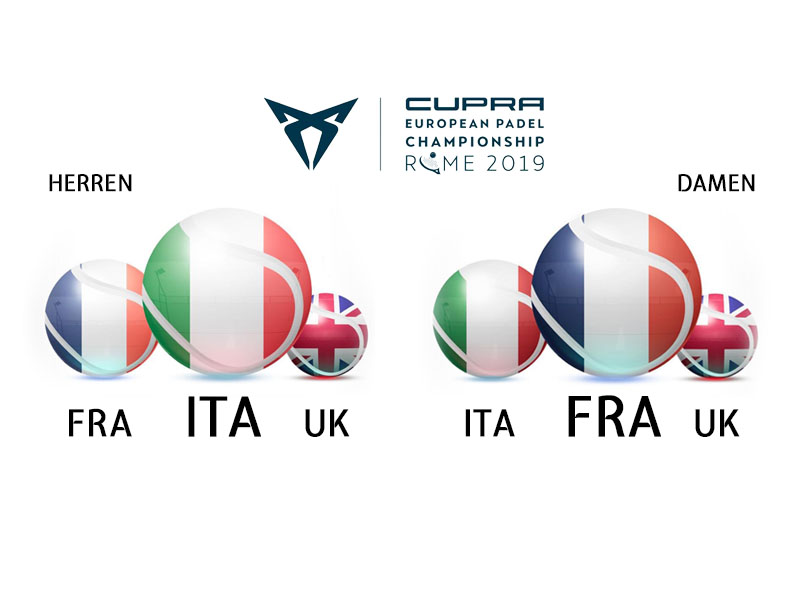 CUPRA
EUROPEAN PADEL
CHAMPIONSHIP
ROME 2019
HERREN
DAMEN
FRA ITA UK
ITA FRA UK